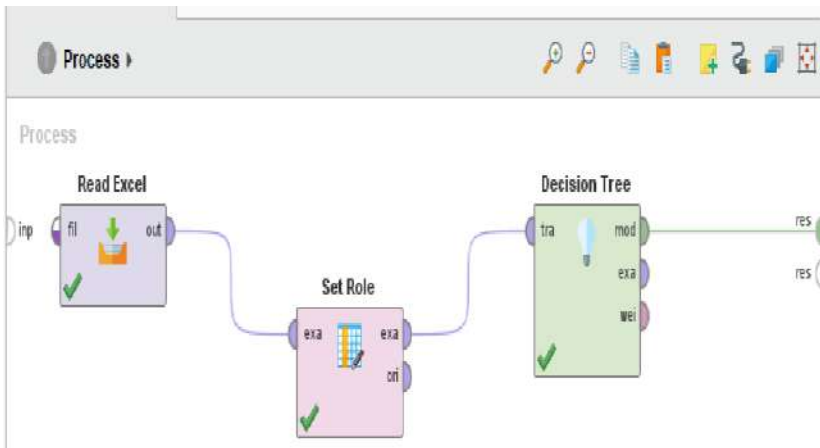 Process
Process
Read Excel
inp
fil
out
Set Role
exa
exa
ori
Decision Tree
tra
mod
exa
wei
res
res